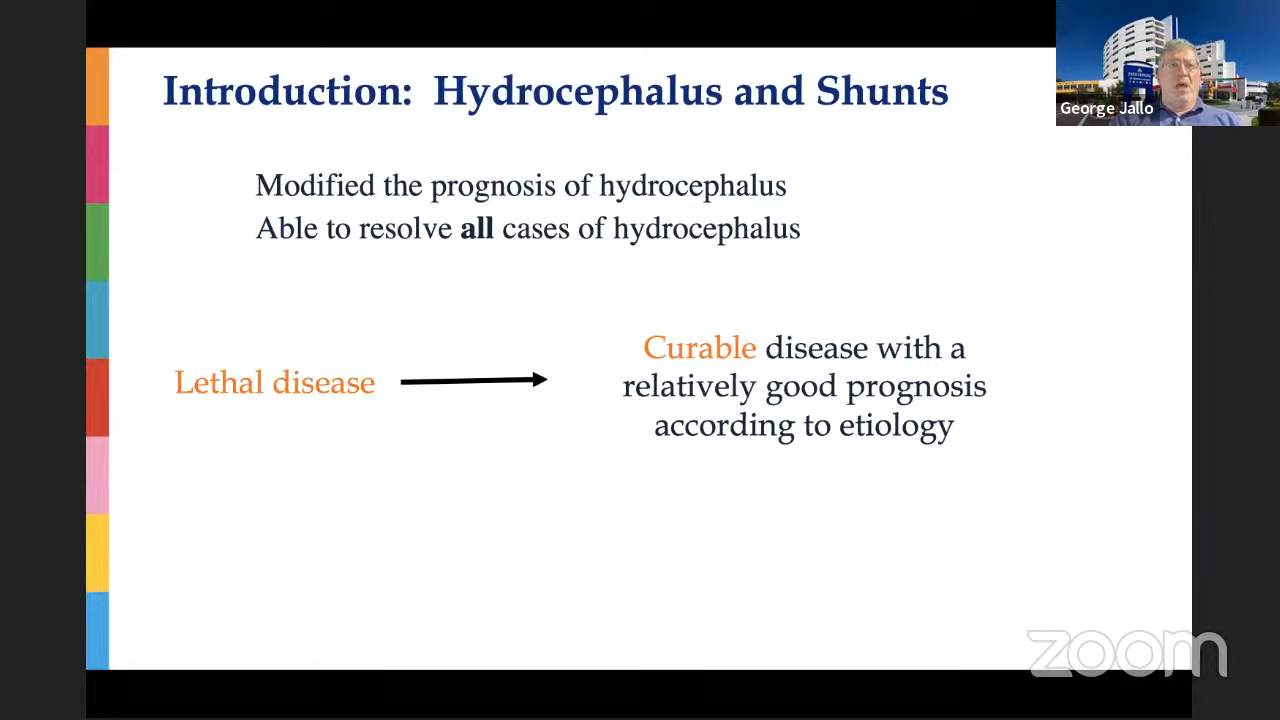 Introduction: Hydrocephalus and Shunts
George Jallo
Modified the prognosis of hydrocephalus
Able to resolve all cases of hydrocephalus
Lethal disease
Curable disease with a
relatively good prognosis
according to etiology
zoom